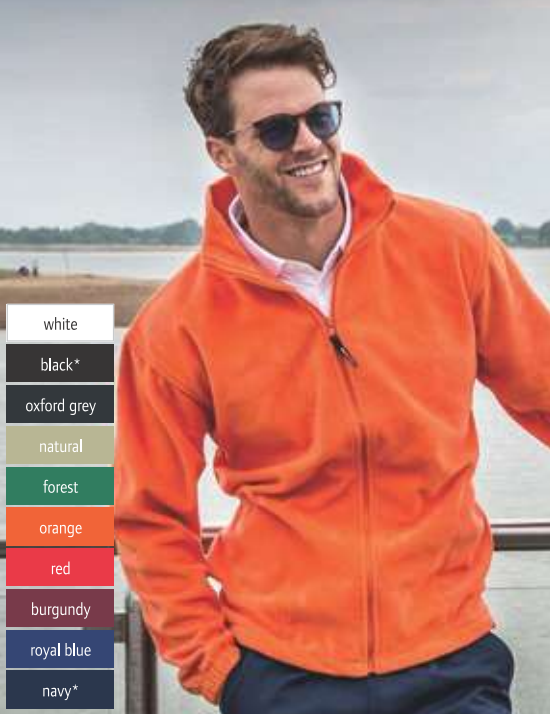 white
black*
oxford grey
natural
forest
orange
red
burgundy
royal blue
navy*